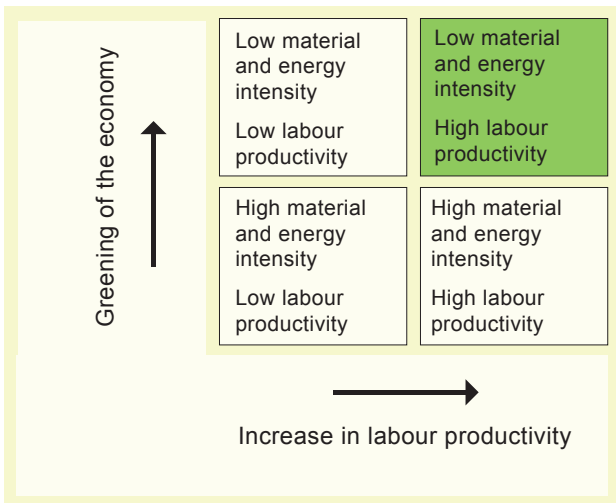 Greening of the economy
Low material
and energy
intensity
Low labour
productivity
Low material
and energy
intensity
High labour
productivity
High material
and energy
intensity
Low labour
productivity
High material
and energy
intensity
High labour
productivity
Increase in labour productivity